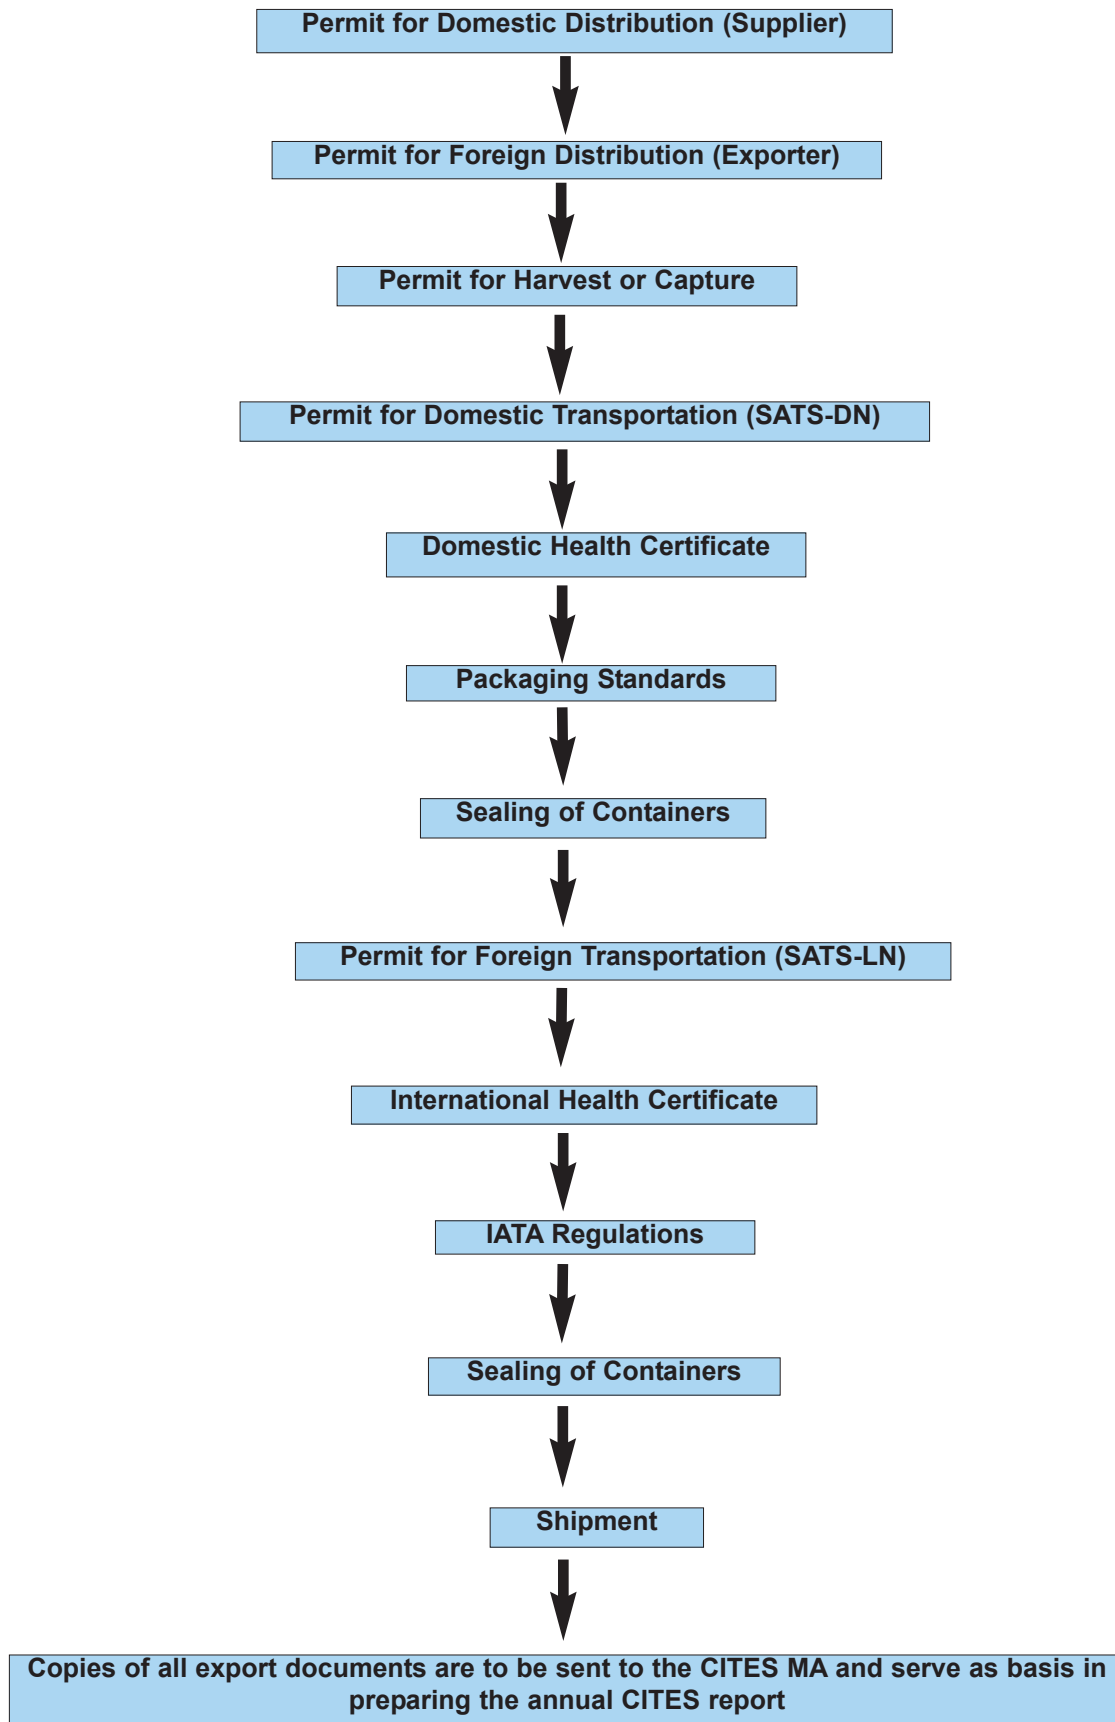 Permit for Domestic Distribution (Supplier)
Permit for Foreign Distribution (Exporter)
Permit for Harvest or Capture
Permit for Domestic Transportation (SATS-DN)
Domestic Health Certificate
Packaging Standards
Sealing of Containers
Permit for Foreign Transportation (SATS-LN)
International Health Certificate
IATA Regulations
Sealing of Containers
Shipment
Copies of all export documents are to be sent to the CITES MA and serve as basis in
preparing the annual CITES report